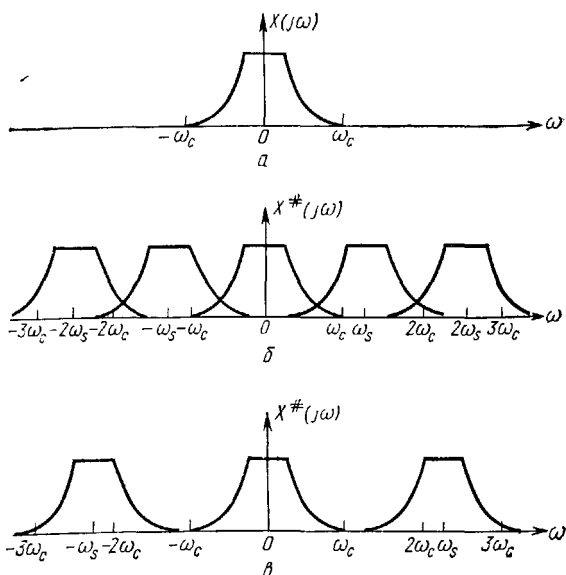 X(jω)
-ω_c 0 ω_c ω
а
X^#(jω)
-3ω_c -2ω_s -2ω_c -ω_s -ω_c 0 ω_c ω_s 2ω_c 2ω_s 3ω_c ω
б
X^#(jω)
-3ω_c -ω_s -2ω_c -ω_c 0 ω_c 2ω_c ω_s 3ω_c ω
в